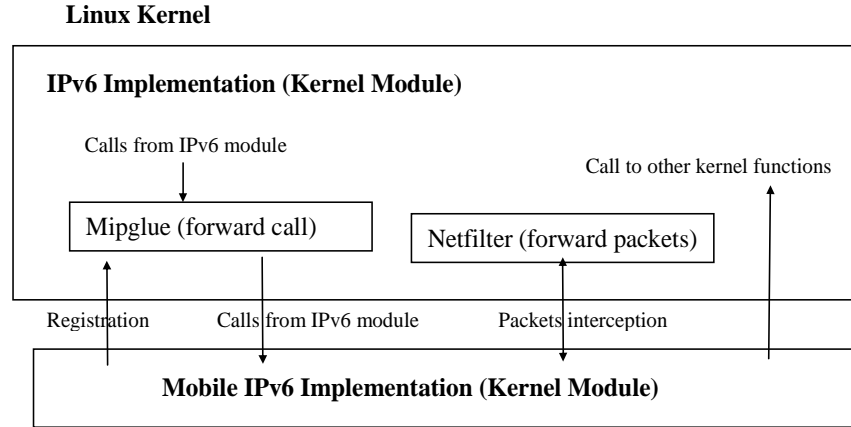 Linux Kernel
IPv6 Implementation (Kernel Module)
Calls from IPv6 module
Call to other kernel functions
Mipglue (forward call)
Netfilter (forward packets)
Registration
Calls from IPv6 module
Packets interception
Mobile IPv6 Implementation (Kernel Module)